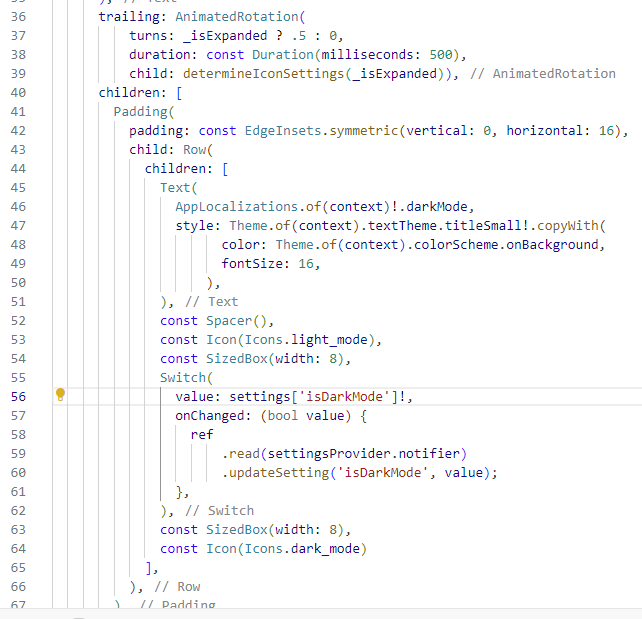 ), // Text
36 trailing: AnimatedRotation(
37 turns: _isExpanded ? .5 : 0,
38 duration: const Duration(milliseconds: 500),
39 child: determineIconSettings(_isExpanded)), // AnimatedRotation
40 children: [
41 Padding(
42 padding: const EdgeInsets.symmetric(vertical: 0, horizontal: 16),
43 child: Row(
44 children: [
45 Text(
46 AppLocalizations.of(context)!.darkMode,
47 style: Theme.of(context).textTheme.titleSmall!.copyWith(
48 color: Theme.of(context).colorScheme.onBackground,
49 fontSize: 16,
50 ),
51 ), // Text
52 const Spacer(),
53 const Icon(Icons.light_mode),
54 const SizedBox(width: 8),
55 Switch(
56 value: settings['isDarkMode']!,
57 onChanged: (bool value) {
58 ref
59 .read(settingsProvider.notifier)
60 .updateSetting('isDarkMode', value);
61 },
62 ), // Switch
63 const SizedBox(width: 8),
64 const Icon(Icons.dark_mode)
65 ],
66 ), // Row
67 ) // Padding